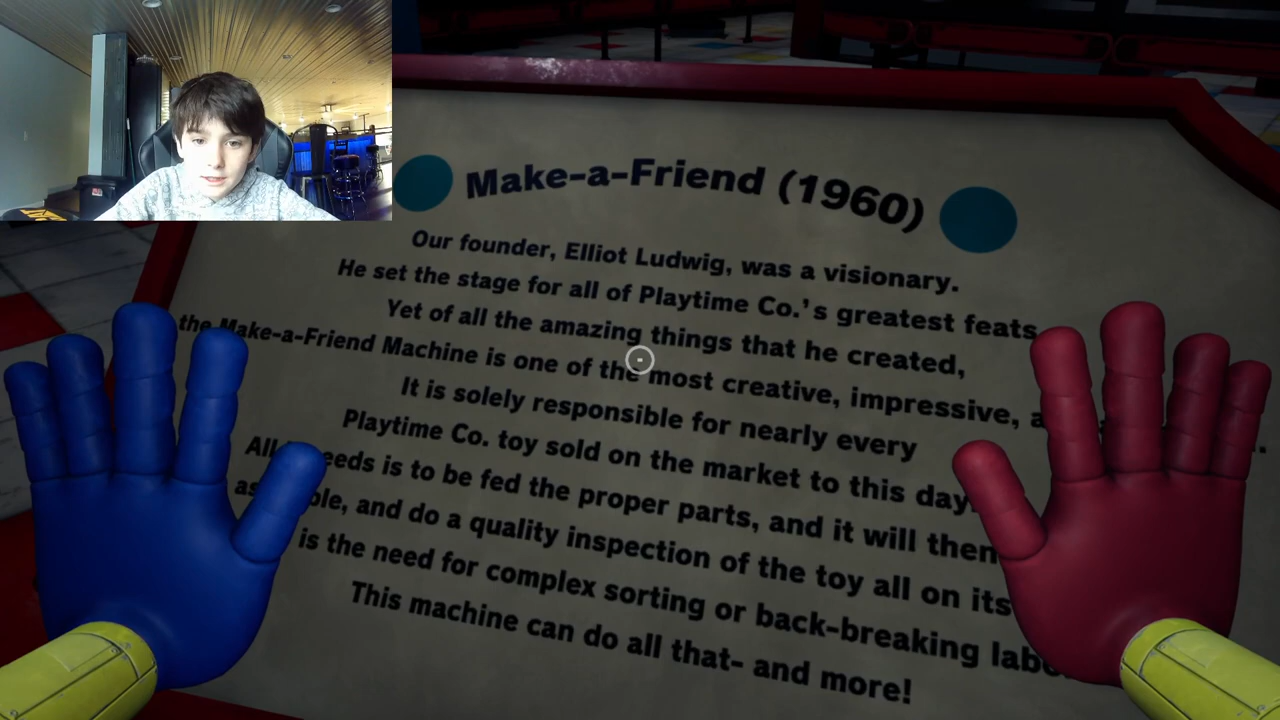 Make-a-Friend (1960)
Our founder, Elliot Ludwig, was a visionary.
He set the stage for all of Playtime Co.'s greatest feats.
Yet of all the amazing things that he created,
the Make-a-Friend Machine is one of the most creative, impressive,
It is solely responsible for nearly every
Playtime Co. toy sold on the market to this day.
All needs is to be fed the proper parts, and it will then
and do a quality inspection of the toy all on its
is the need for complex sorting or back-breaking
This machine can do all that- and more!